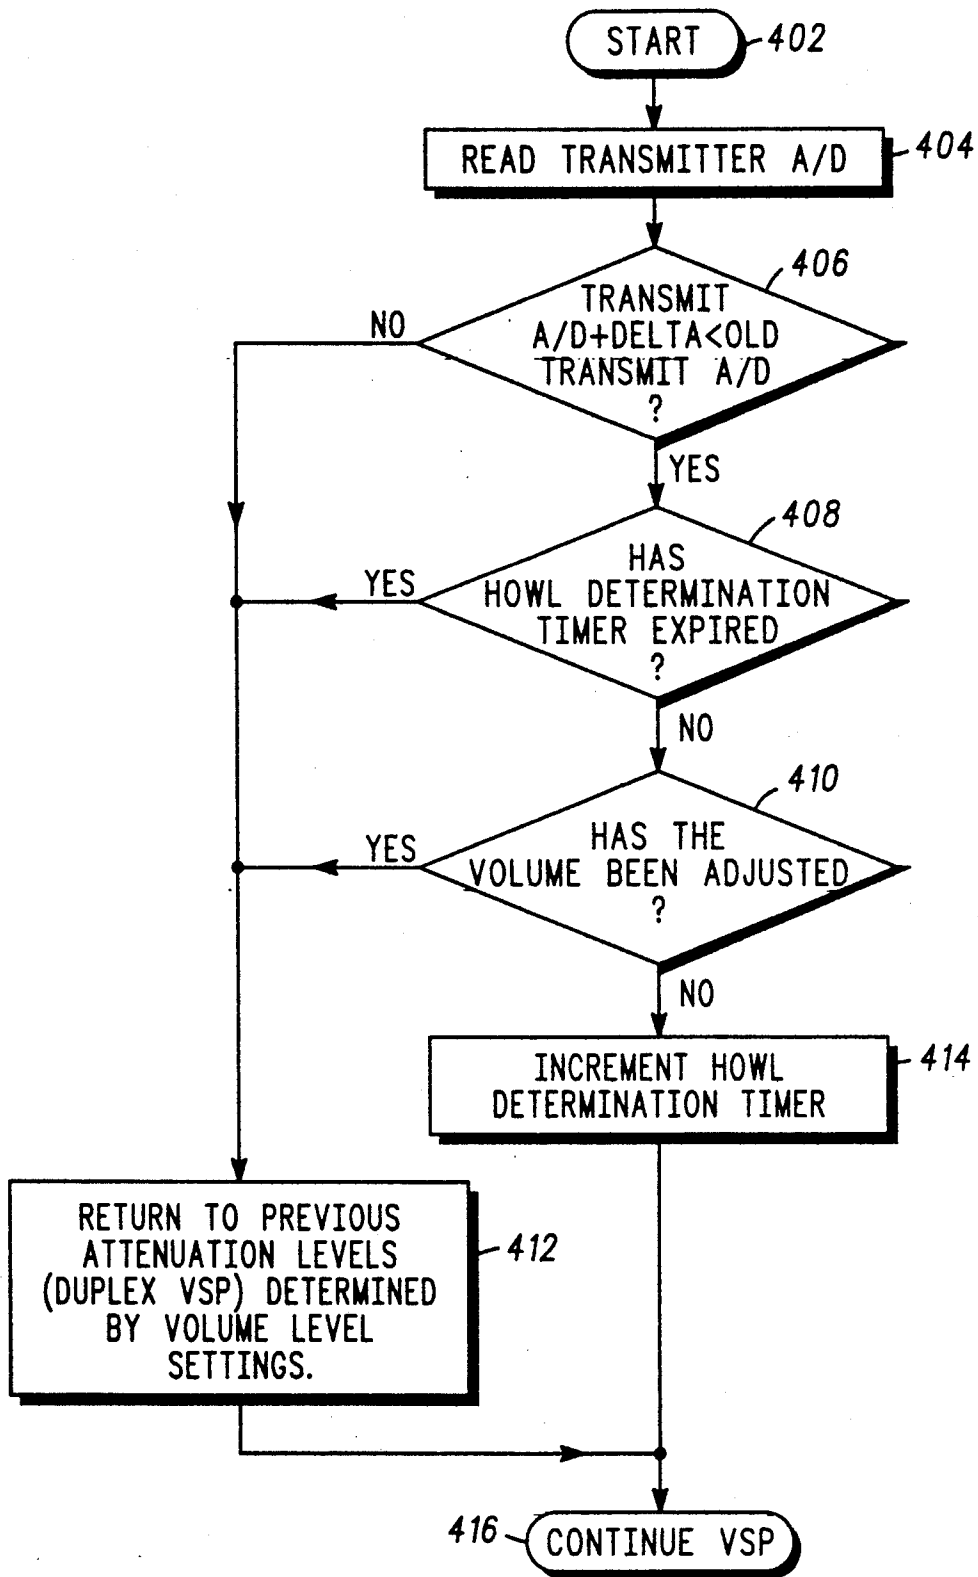 START
402
READ TRANSMITTER A/D
404
406
TRANSMIT
A/D+DELTA<OLD
TRANSMIT A/D
?
NO
YES
408
HAS
HOWL DETERMINATION
TIMER EXPIRED
?
YES
NO
410
HAS THE
VOLUME BEEN ADJUSTED
?
YES
NO
INCREMENT HOWL
DETERMINATION TIMER
414
RETURN TO PREVIOUS
ATTENUATION LEVELS
(DUPLEX VSP) DETERMINED
BY VOLUME LEVEL
SETTINGS.
412
416
CONTINUE VSP